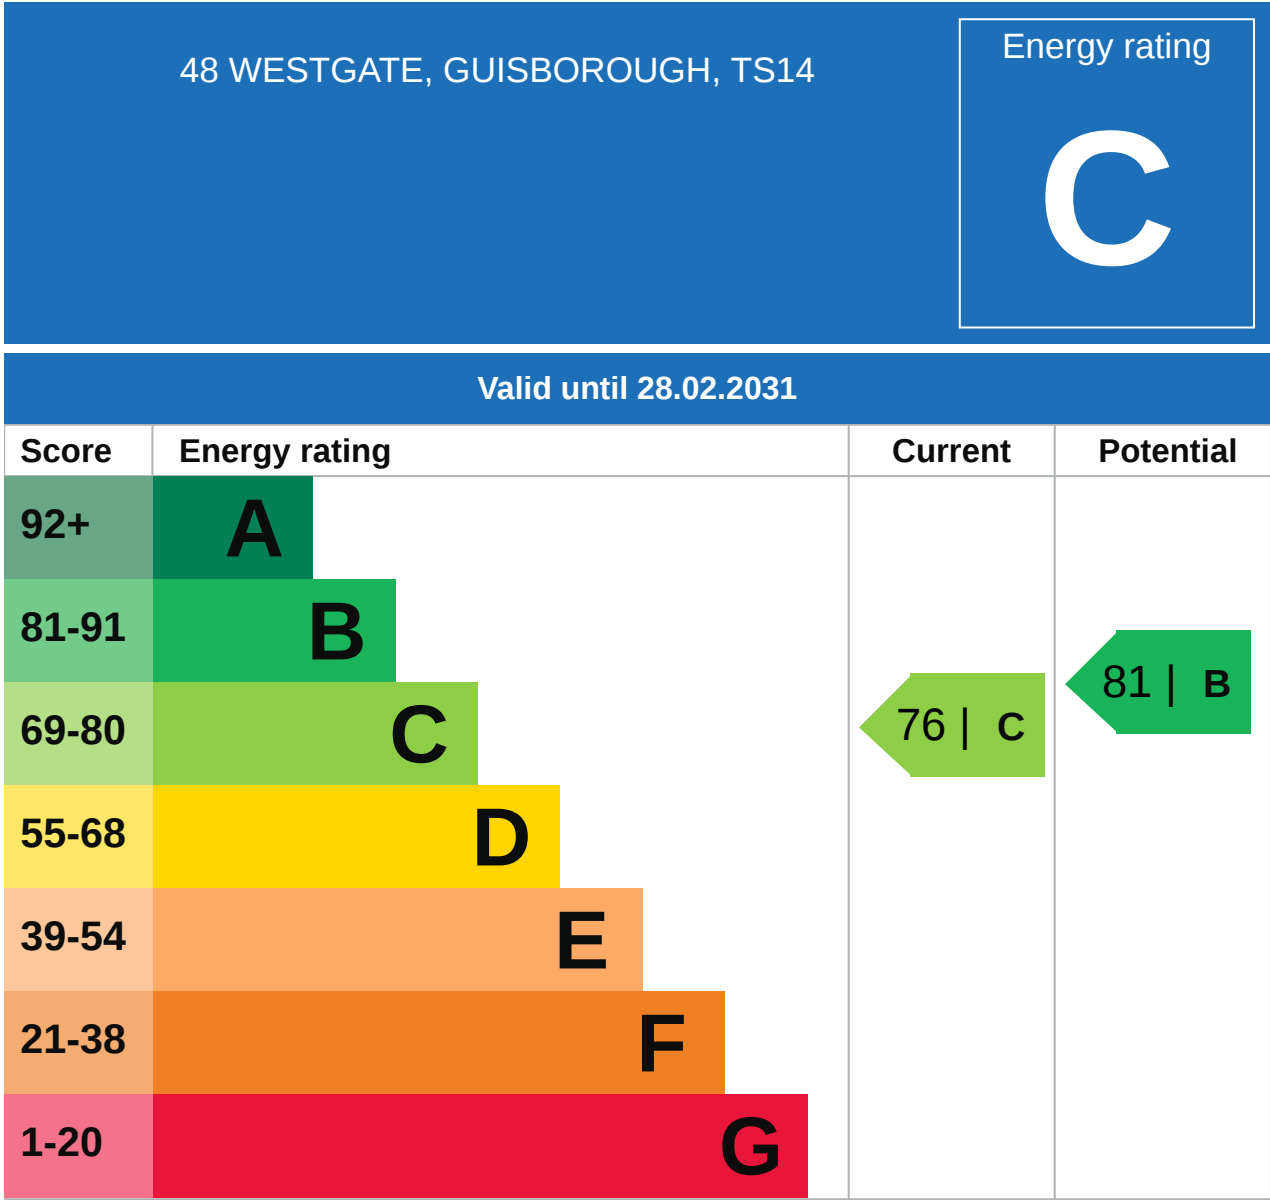 48 WESTGATE, GUISBOROUGH, TS14
Energy rating
C
Valid until 28.02.2031
Score Energy rating Current Potential
92+ A
81-91 B
81 | B
69-80 C
76 | C
55-68 D
39-54 E
21-38 F
1-20 G